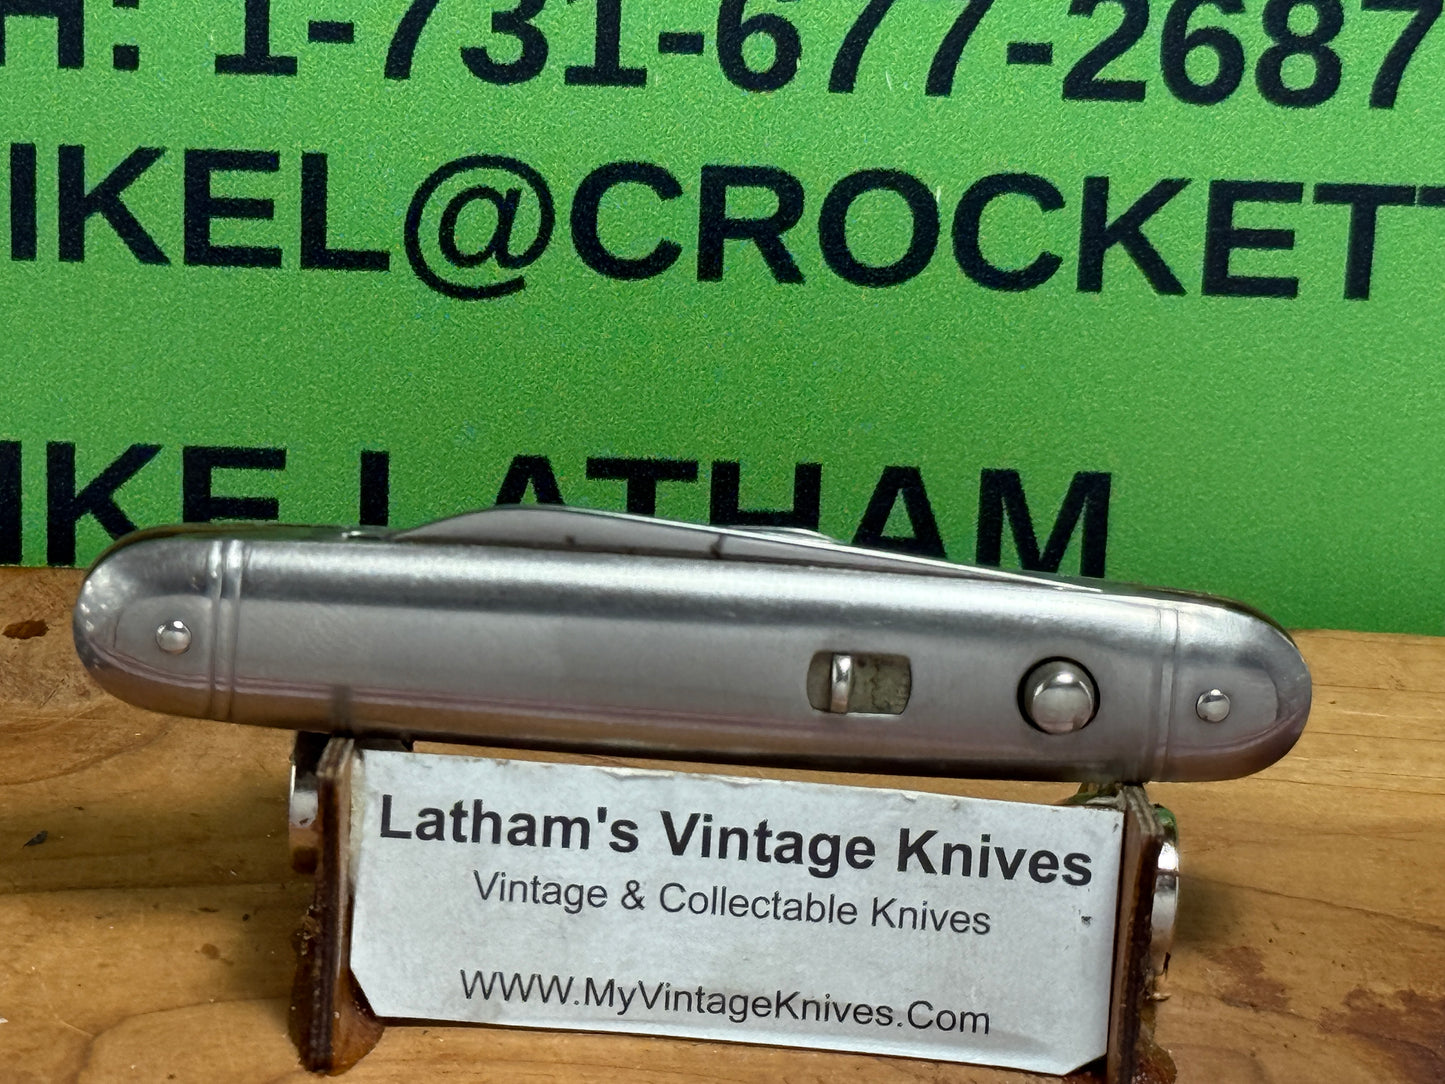 H: 1-731-677-2687
IKEL@CROCKETT
IKE LATHAM
Latham's Vintage Knives
Vintage & Collectable Knives
WWW.MyVintageKnives.Com